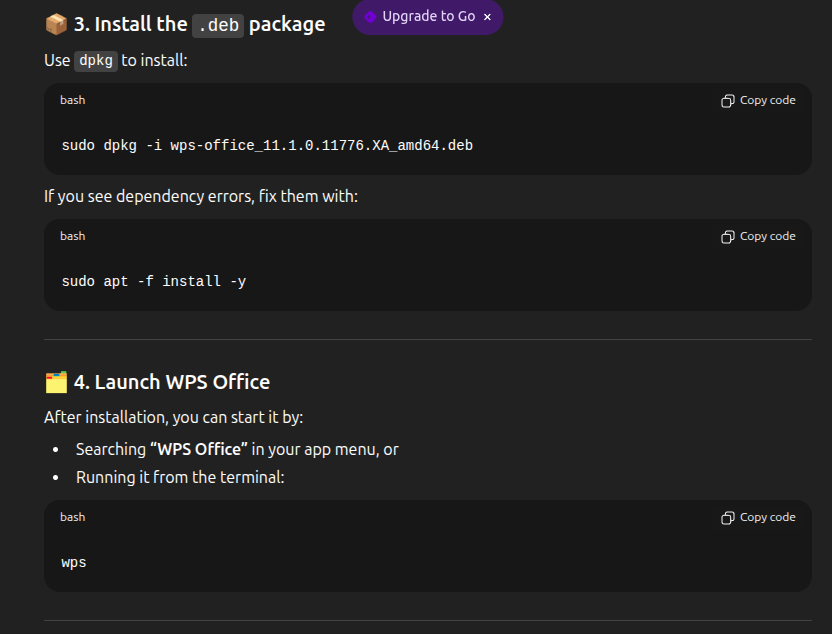 📦 3. Install the .deb package
Upgrade to Go ×
Use dpkg to install:
bash
Copy code
sudo dpkg -i wps-office_11.1.0.11776.XA_amd64.deb
If you see dependency errors, fix them with:
bash
Copy code
sudo apt -f install -y
🗂️ 4. Launch WPS Office
After installation, you can start it by:
• Searching “WPS Office” in your app menu, or
• Running it from the terminal:
bash
Copy code
wps